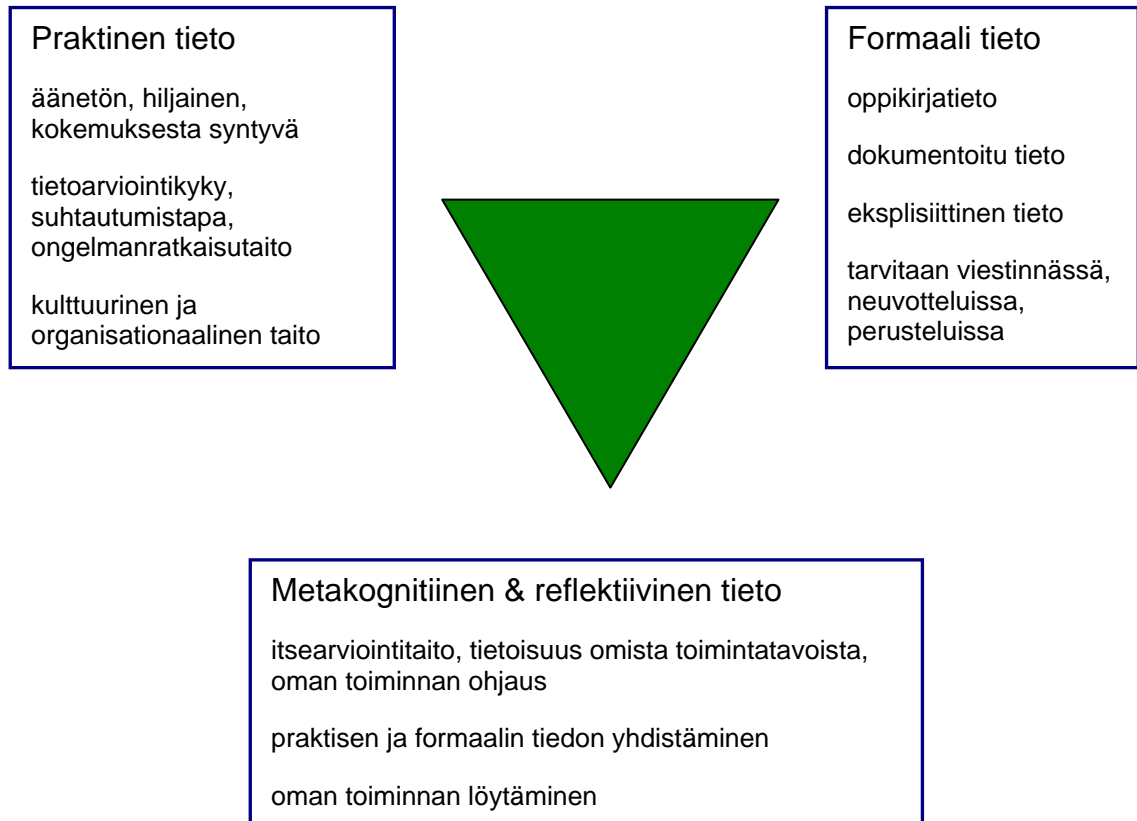 Praktinen tieto
äänetön, hiljainen,
kokemuksesta syntyvä
tietoarviointikyky,
suhtautumistapa,
ongelmanratkaisutaito
kulttuurinen ja
organisationaalinen taito
Formaali tieto
oppikirjatieto
dokumentoitu tieto
eksplisiittinen tieto
tarvitaan viestinnässä,
neuvotteluissa,
perusteluissa
Metakognitiinen & reflektiivinen tieto
itsearviointitaito, tietoisuus omista toimintatavoista,
oman toiminnan ohjaus
praktisen ja formaalin tiedon yhdistäminen
oman toiminnan löytäminen